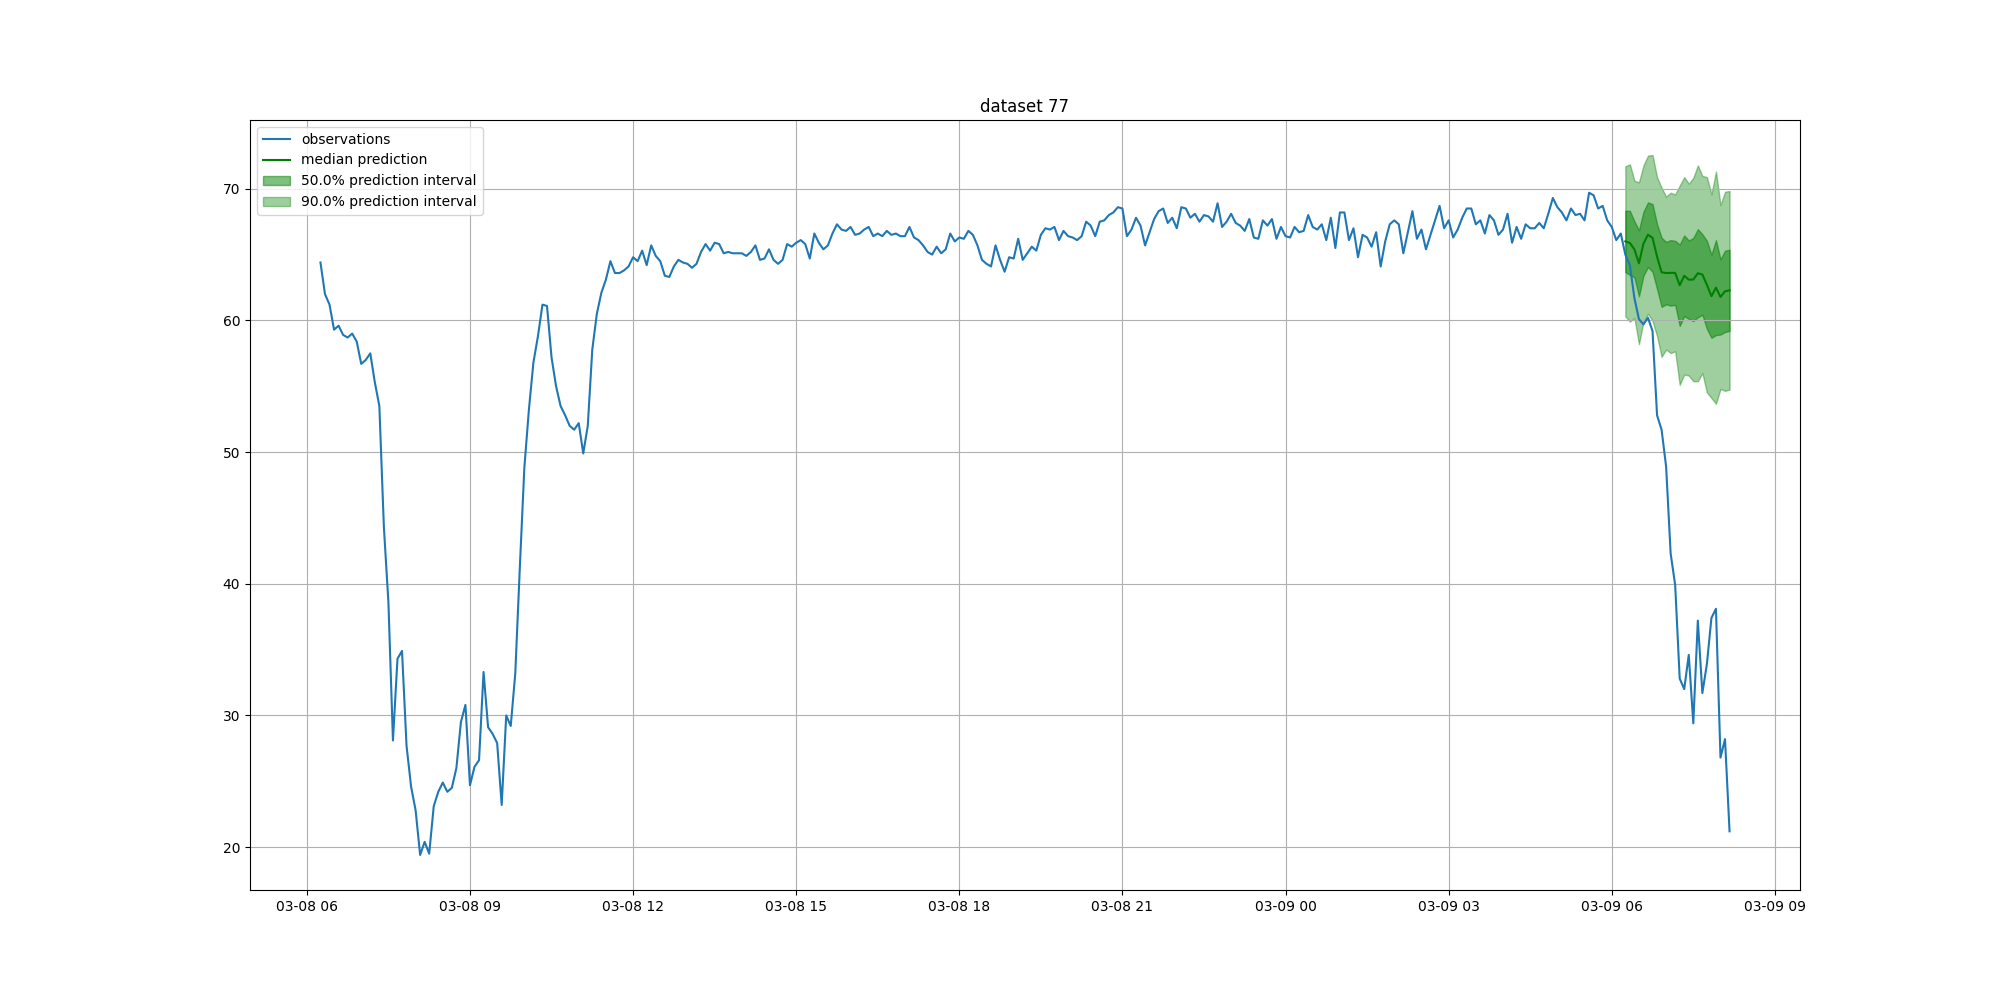 dataset 77
observations
median prediction
50.0% prediction interval
90.0% prediction interval
70
60
50
40
30
20
03-08 06 03-08 09 03-08 12 03-08 15 03-08 18 03-08 21 03-09 00 03-09 03 03-09 06 03-09 09